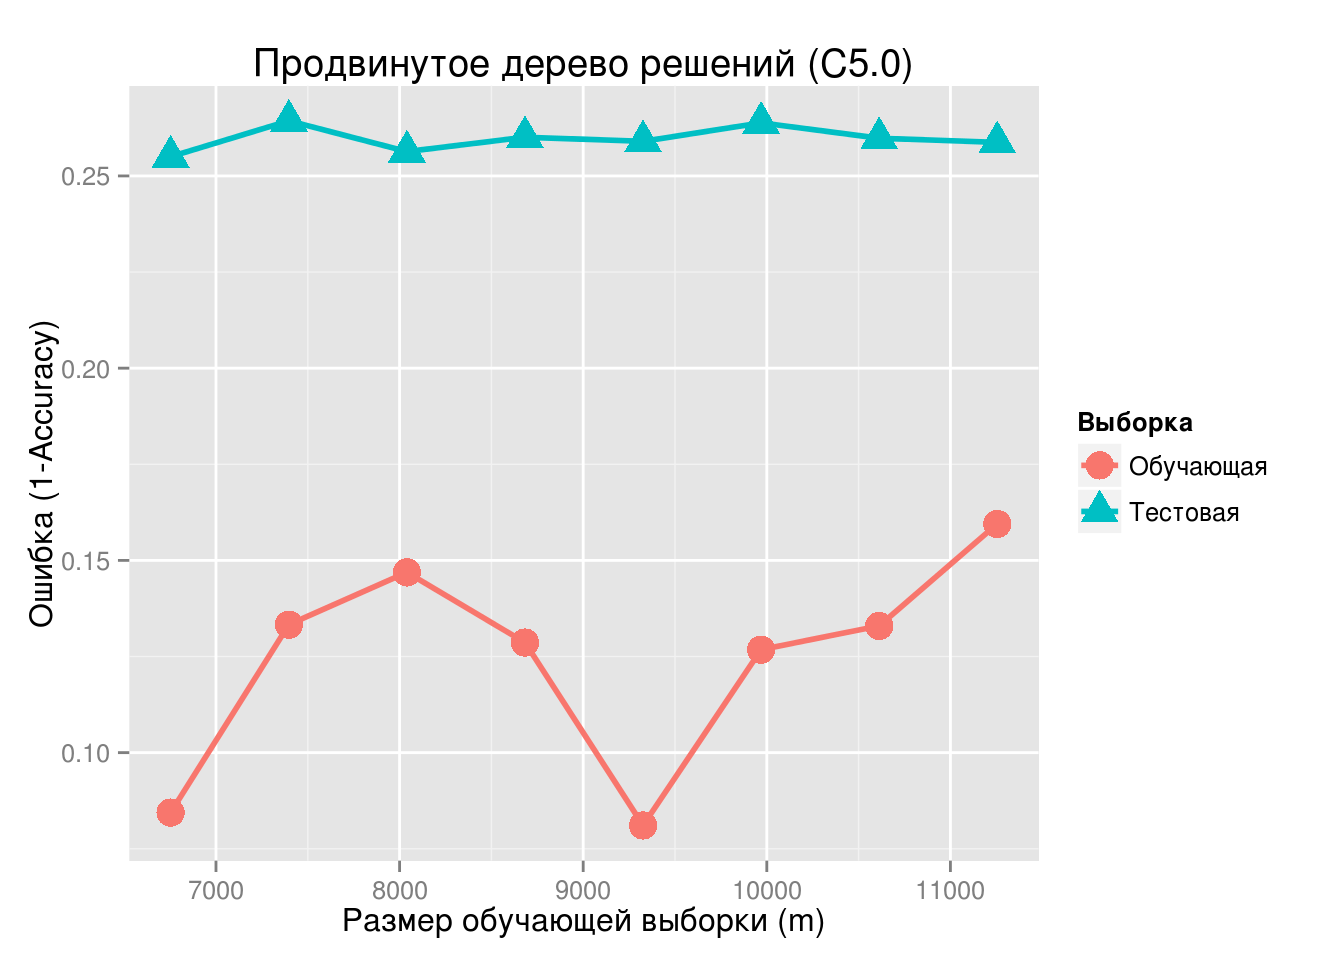 Продвинутое дерево решений (C5.0)
Ошибка (1-Accuracy)
0.25
0.20
0.15
0.10
7000 8000 9000 10000 11000
Размер обучающей выборки (m)
Выборка
Обучающая
Тестовая